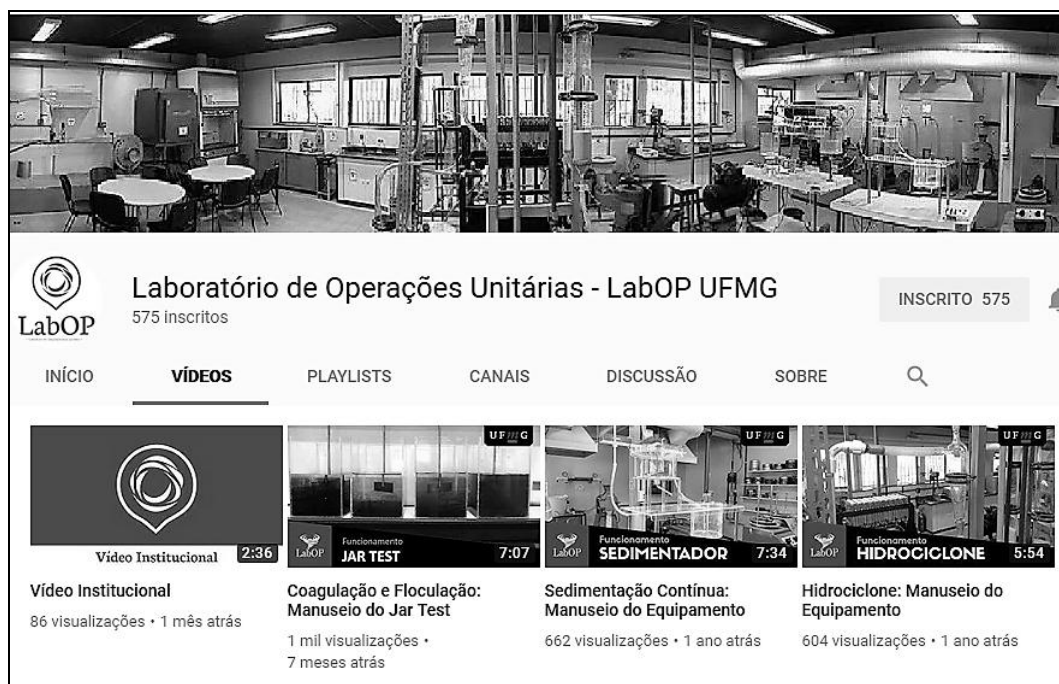 Laboratório de Operações Unitárias - LabOP UFMG
575 inscritos
LabOP
INSCRITO 575
INÍCIO
VÍDEOS
PLAYLISTS
CANAIS
DISCUSSÃO
SOBRE
Vídeo Institucional
2:36
Vídeo Institucional
86 visualizações • 1 mês atrás
UFMG
LabOP
Funcionamento
JAR TEST
7:07
Coagulação e Floculação:
Manuseio do Jar Test
1 mil visualizações •
7 meses atrás
UFMG
LabOP
Funcionamento
SEDIMENTADOR
7:34
Sedimentação Contínua:
Manuseio do Equipamento
662 visualizações • 1 ano atrás
UFMG
LabOP
Funcionamento
HIDROCICLONE
5:54
Hidrociclone: Manuseio do
Equipamento
604 visualizações • 1 ano atrás